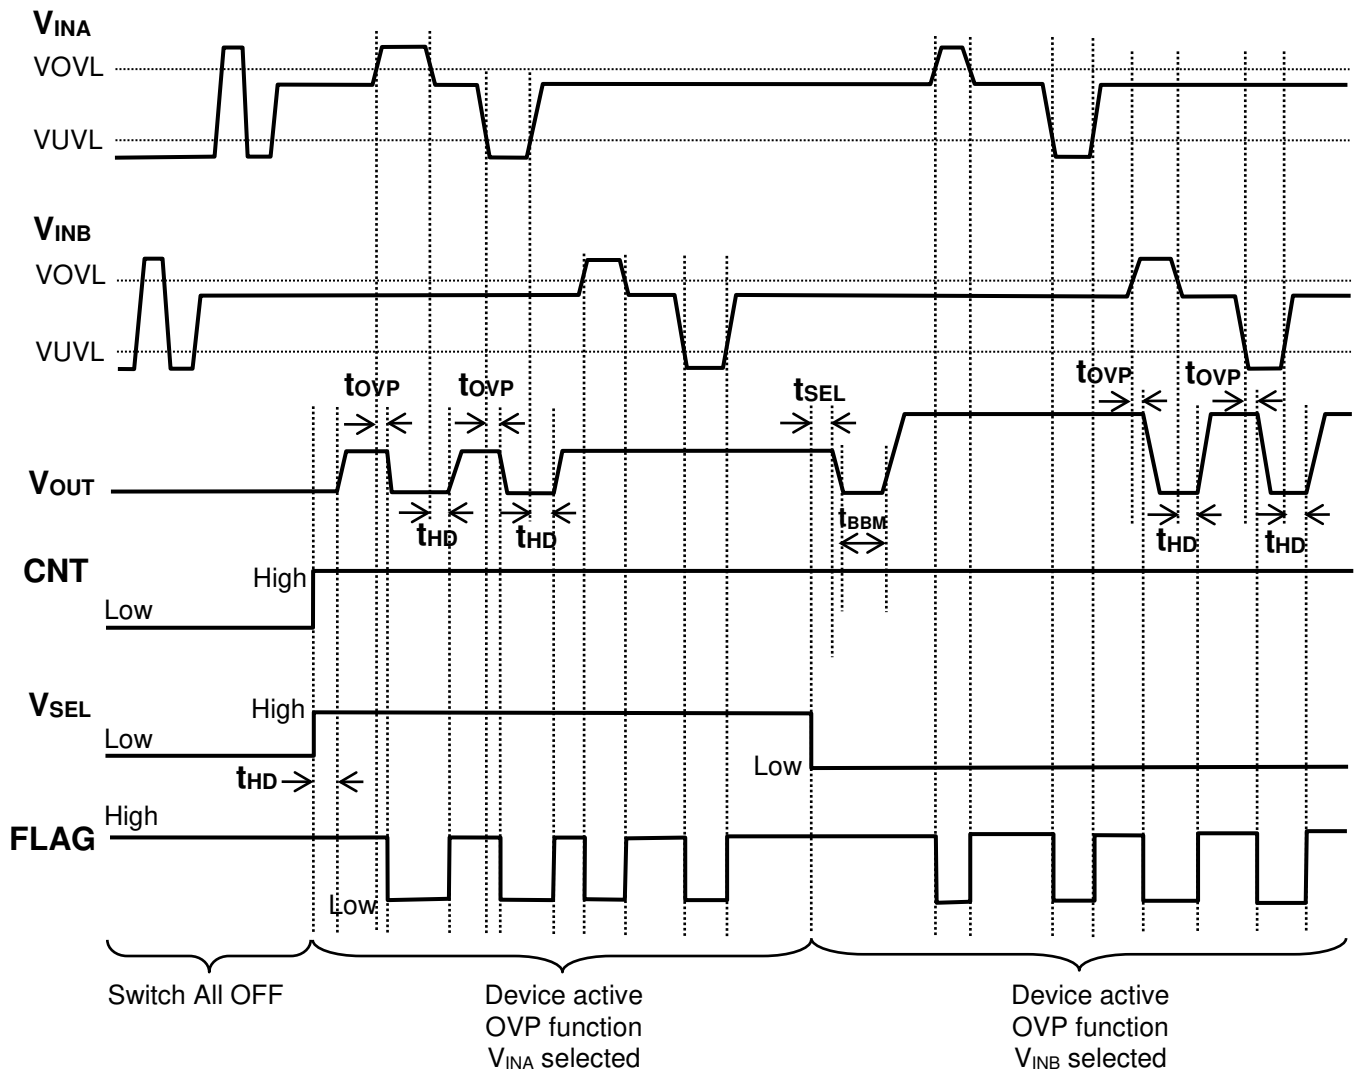 VINA
VOVL
VUVL
VINB
VOVL
VUVL
tOVP tOVP tSEL tOVP tOVP
VOUT
tHD tHD tBBM tHD tHD
CNT
High
Low
VSEL
High
Low
Low
tHD
High
FLAG
Low
Switch All OFF
Device active
OVP function
VINA selected
Device active
OVP function
VINB selected